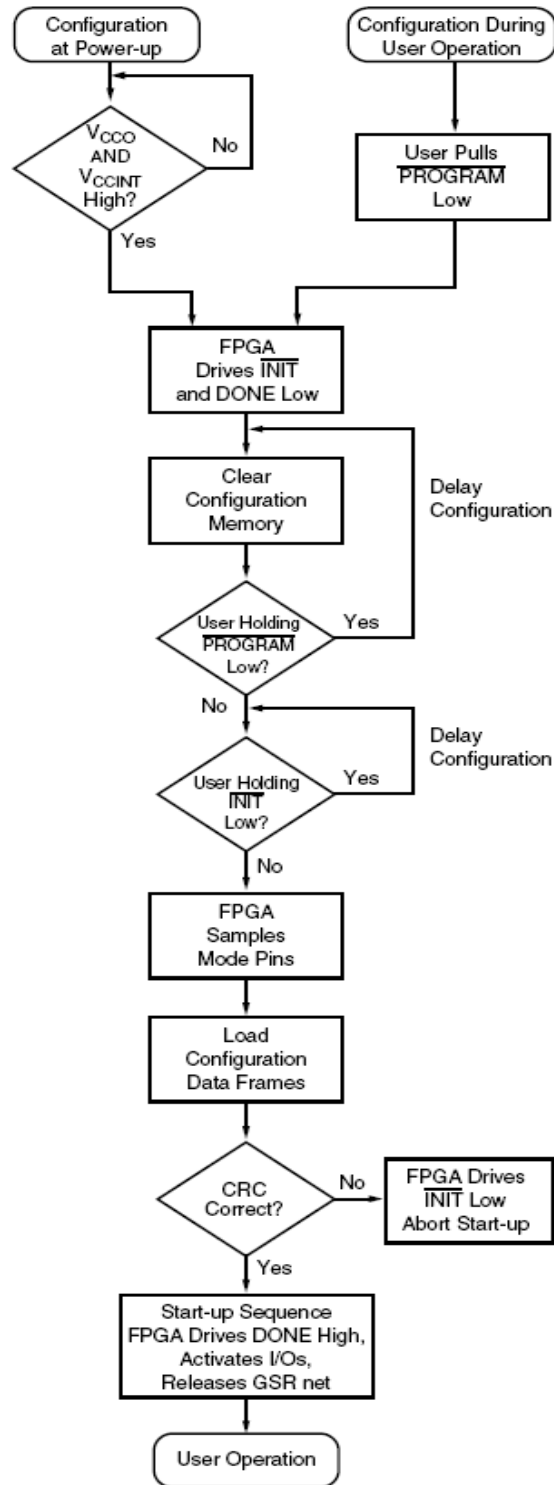 Configuration
at Power-up
Configuration During
User Operation
VCCO
AND
VCCINT
High?
No
Yes
User Pulls
PROGRAM
Low
FPGA
Drives INIT
and DONE Low
Clear
Configuration
Memory
Delay
Configuration
User Holding
PROGRAM
Low?
Yes
No
User Holding
INIT
Low?
Yes
Delay
Configuration
No
FPGA
Samples
Mode Pins
Load
Configuration
Data Frames
CRC
Correct?
No
FPGA Drives
INIT Low
Abort Start-up
Yes
Start-up Sequence
FPGA Drives DONE High,
Activates I/Os,
Releases GSR net
User Operation